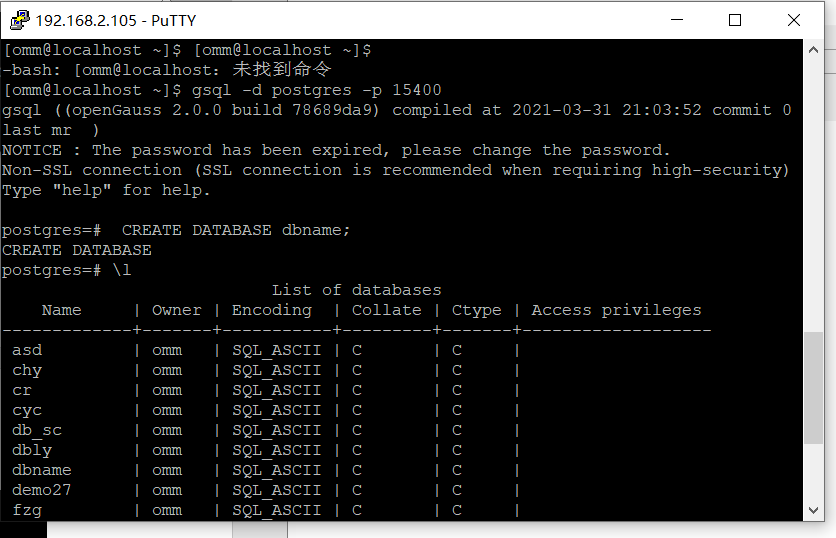 192.168.2.105 - PuTTY
[omm@localhost ~]$ [omm@localhost ~]$
-bash: [omm@localhost: 未找到命令
[omm@localhost ~]$ gsql -d postgres -p 15400
gsql ((openGauss 2.0.0 build 78689da9) compiled at 2021-03-31 21:03:52 commit 0
last mr  )
NOTICE : The password has been expired, please change the password.
Non-SSL connection (SSL connection is recommended when requiring high-security)
Type "help" for help.
postgres=#  CREATE DATABASE dbname;
CREATE DATABASE
postgres=# \l
                           List of databases
    Name     | Owner | Encoding  | Collate | Ctype | Access privileges
-------------+-------+-----------+---------+-------+-------------------
 asd         | omm   | SQL_ASCII | C       | C     |
 chy         | omm   | SQL_ASCII | C       | C     |
 cr          | omm   | SQL_ASCII | C       | C     |
 cyc         | omm   | SQL_ASCII | C       | C     |
 db_sc       | omm   | SQL_ASCII | C       | C     |
 dbly        | omm   | SQL_ASCII | C       | C     |
 dbname      | omm   | SQL_ASCII | C       | C     |
 demo27      | omm   | SQL_ASCII | C       | C     |
 fzg         | omm   | SQL_ASCII | C       | C     |